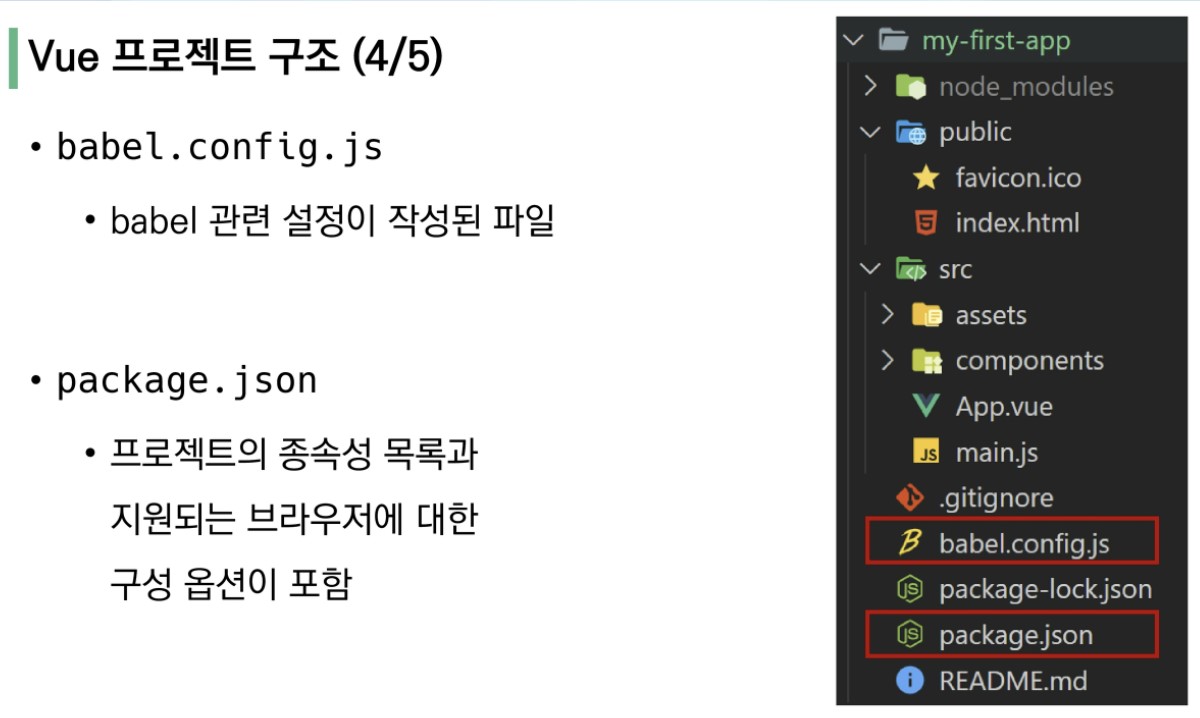 Vue 프로젝트 구조 (4/5)
• babel.config.js
• babel 관련 설정이 작성된 파일
• package.json
• 프로젝트의 종속성 목록과
지원되는 브라우저에 대한
구성 옵션이 포함
my-first-app
node_modules
public
favicon.ico
index.html
src
assets
components
App.vue
main.js
.gitignore
babel.config.js
package-lock.json
package.json
README.md